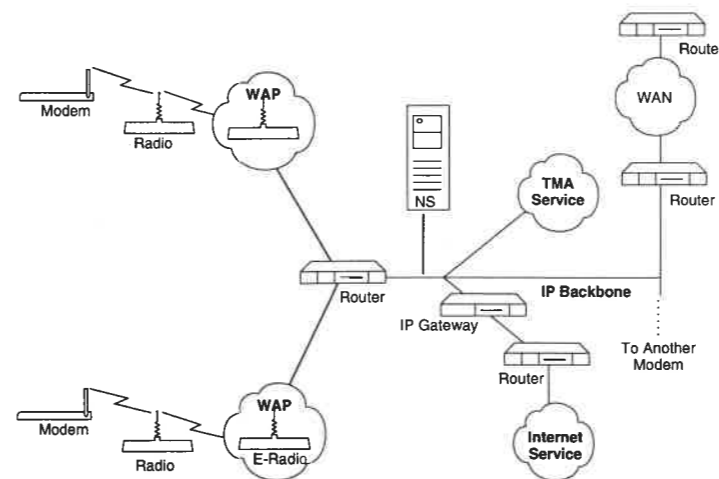 Route
WAP
WAN
Modem
Radio
NS
TMA
Service
Router
Router
IP Backbone
IP Gateway
To Another
Modem
Router
WAP
Modem
Internet
Service
Radio
E-Radio